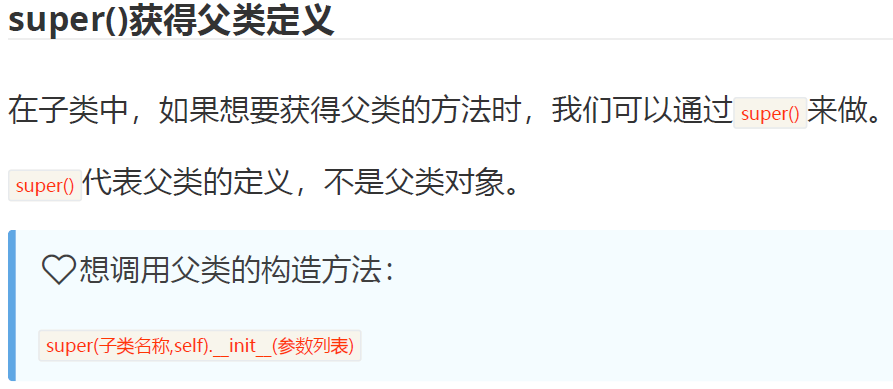 super()获得父类定义
在子类中，如果想要获得父类的方法时，我们可以通过super()来做。
super()代表父类的定义，不是父类对象。
♡想调用父类的构造方法：
super(子类名称,self).__init__(参数列表)